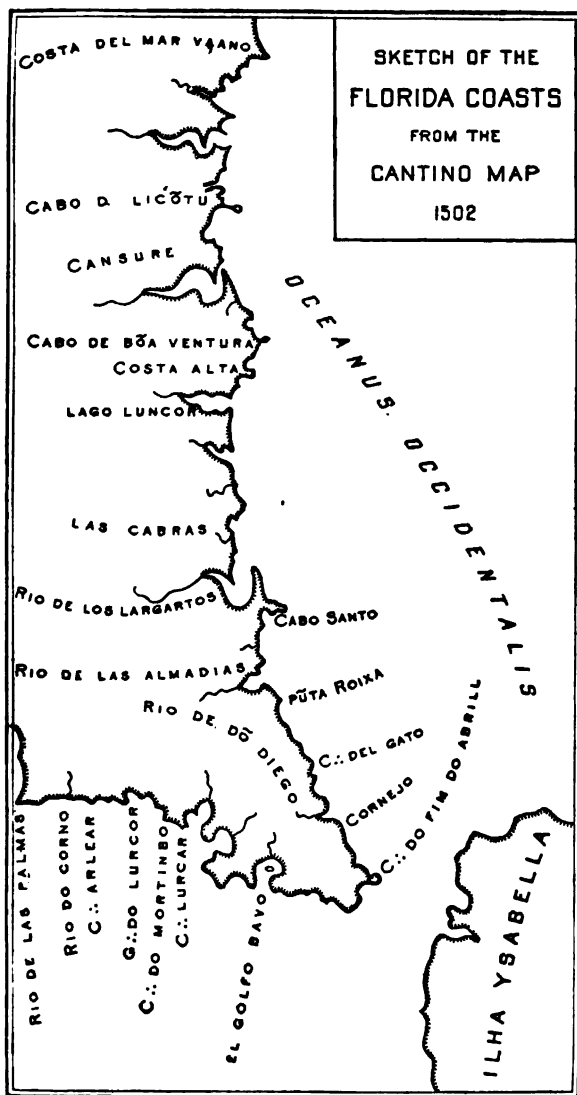 SKETCH OF THE
FLORIDA COASTS
FROM THE
CANTINO MAP
1502
COSTA DEL MAR VÃANO
CABO D. LICÕTU
CANSURE
CABO DE BÕA VENTURA
COSTA ALTA
LAGO LUNCOR
LAS CABRAS
RIO DE LOS LARGARTOS
CABO SANTO
RIO DE LAS ALMADIAS
PŨTA ROIXA
RIO DE. DÕ DIEGO
C∴ DEL GATO
CORNEJO
C∴ DO FIM DO ABRILL
OCEANUS. OCCIDENTALIS
RIO DE LAS PALMAS
RIO DO CORNO
C∴ ARLEAR
G∴ DO LURCOR
C∴ DO MORTINBO
C∴ LURCAR
EL GOLFO BAVO
ILHA YSABELLA